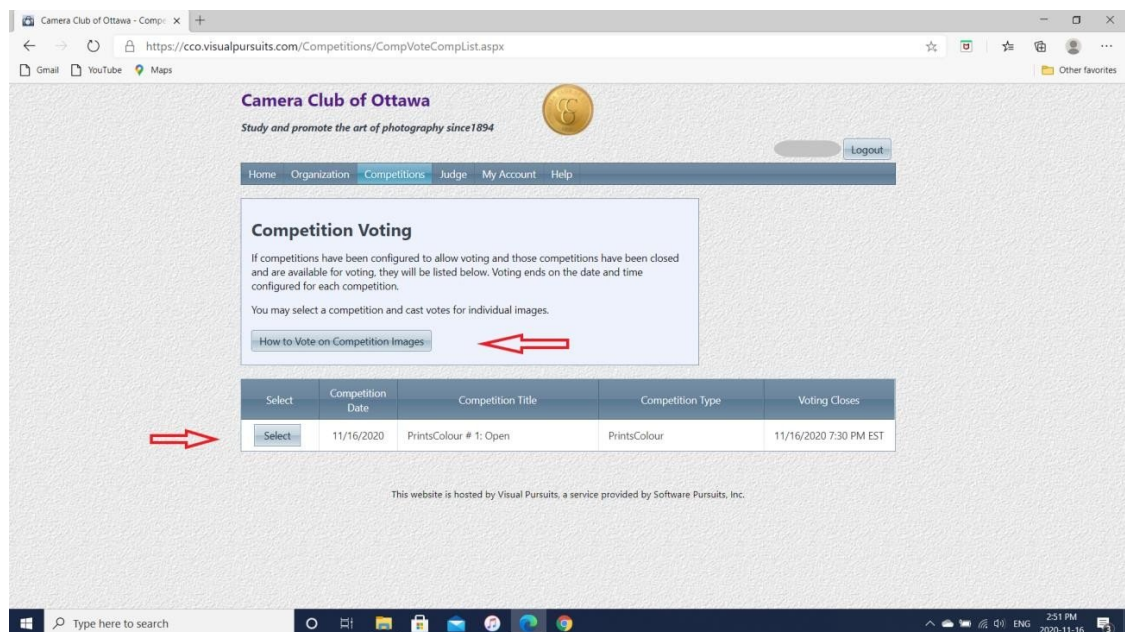 Camera Club of Ottawa - Compe
https://cco.visualpursuits.com/Competitions/CompVoteCompList.aspx
Gmail YouTube Maps Other favorites
Camera Club of Ottawa
Study and promote the art of photography since1894
Logout
Home Organization Competitions Judge My Account Help
Competition Voting
If competitions have been configured to allow voting and those competitions have been closed
and are available for voting, they will be listed below. Voting ends on the date and time
configured for each competition.
You may select a competition and cast votes for individual images.
How to Vote on Competition Images
Select Competition Date Competition Title Competition Type Voting Closes
Select 11/16/2020 PrintsColour # 1: Open PrintsColour 11/16/2020 7:30 PM EST
This website is hosted by Visual Pursuits, a service provided by Software Pursuits, Inc.
Type here to search
ENG
2:51 PM
2020-11-16